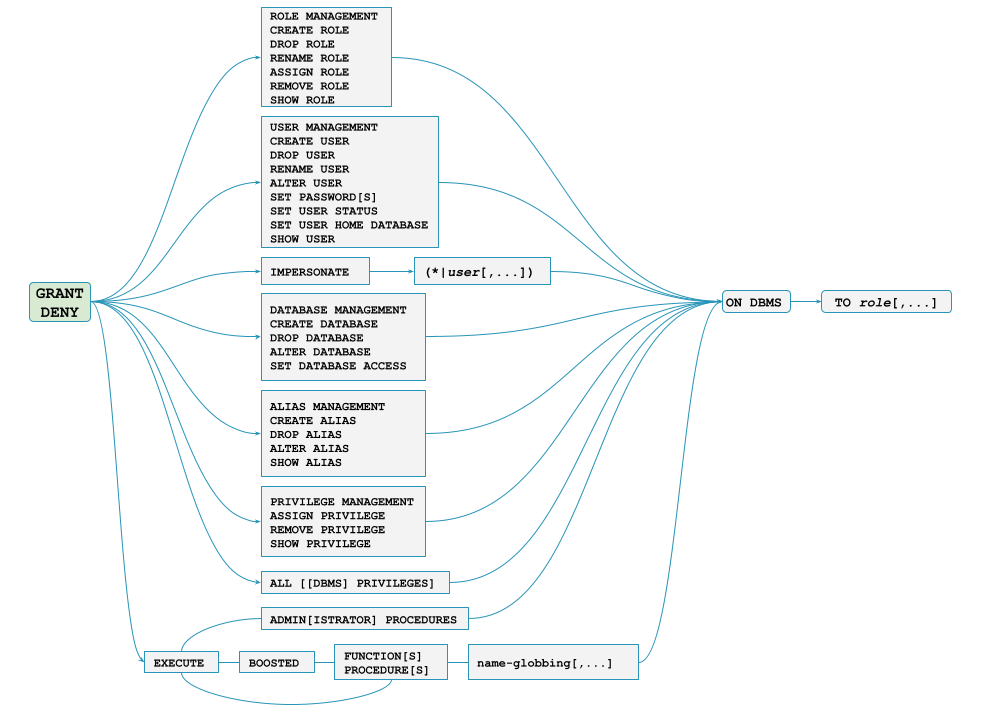 ROLE MANAGEMENT
CREATE ROLE
DROP ROLE
RENAME ROLE
ASSIGN ROLE
REMOVE ROLE
SHOW ROLE
USER MANAGEMENT
CREATE USER
DROP USER
RENAME USER
ALTER USER
SET PASSWORD[S]
SET USER STATUS
SET USER HOME DATABASE
SHOW USER
IMPERSONATE
(*|user[,...])
GRANT
DENY
DATABASE MANAGEMENT
CREATE DATABASE
DROP DATABASE
ALTER DATABASE
SET DATABASE ACCESS
ON DBMS
TO role[,...]
ALIAS MANAGEMENT
CREATE ALIAS
DROP ALIAS
ALTER ALIAS
SHOW ALIAS
PRIVILEGE MANAGEMENT
ASSIGN PRIVILEGE
REMOVE PRIVILEGE
SHOW PRIVILEGE
ALL [[DBMS] PRIVILEGES]
ADMIN[ISTRATOR] PROCEDURES
EXECUTE
BOOSTED
FUNCTION[S]
PROCEDURE[S]
name-globbing[,...]